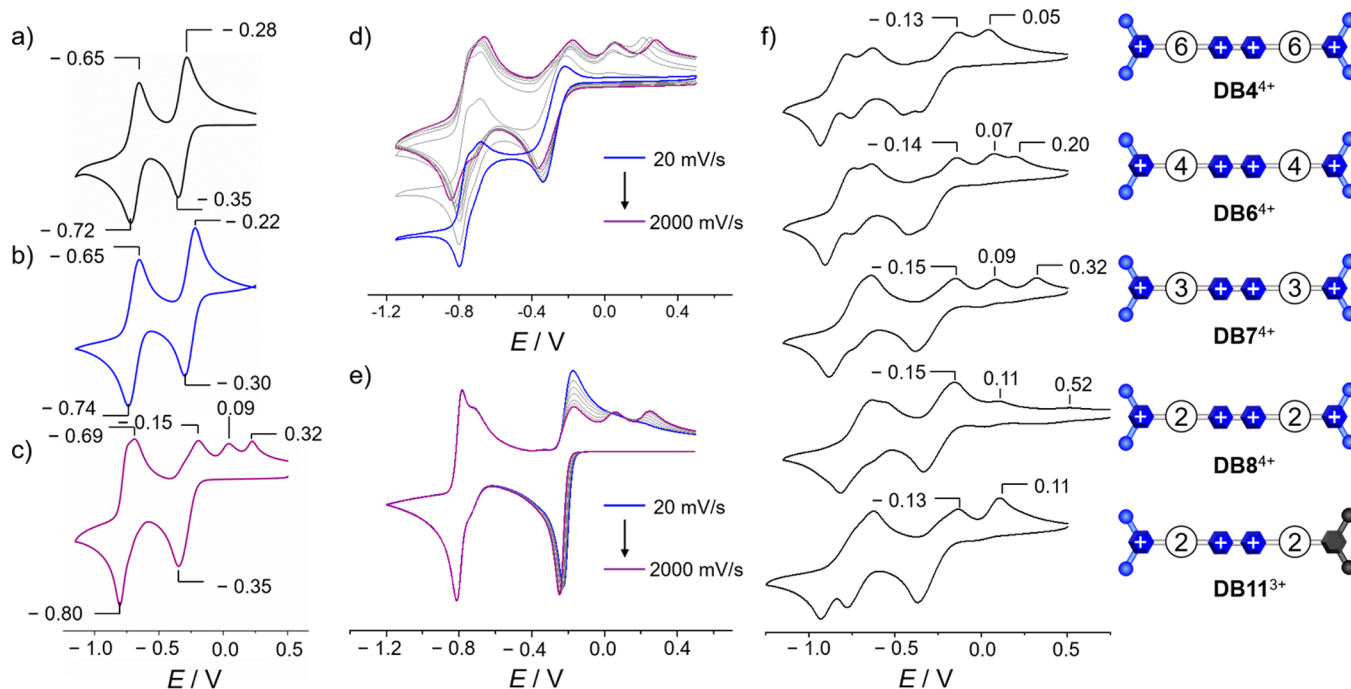 a)
− 0.28
− 0.65
− 0.35
− 0.72
b)
− 0.22
− 0.65
− 0.30
− 0.74
c)
− 0.69
− 0.15
0.09
0.32
− 0.35
− 0.80
− 1.0
− 0.5
0.0
0.5
E / V
d)
20 mV/s
2000 mV/s
-1.2
-0.8
-0.4
0.0
0.4
E / V
e)
20 mV/s
2000 mV/s
− 1.2
− 0.8
− 0.4
0.0
0.4
E / V
f)
− 0.13
0.05
− 0.14
0.07
0.20
− 0.15
0.09
0.32
− 0.15
0.11
0.52
− 0.13
0.11
− 1.0
− 0.5
0.0
0.5
E / V
+ 6 + + 6 +
DB4⁴⁺
+ 4 + + 4 +
DB6⁴⁺
+ 3 + + 3 +
DB7⁴⁺
+ 2 + + 2 +
DB8⁴⁺
+ 2 + + 2
DB11³⁺